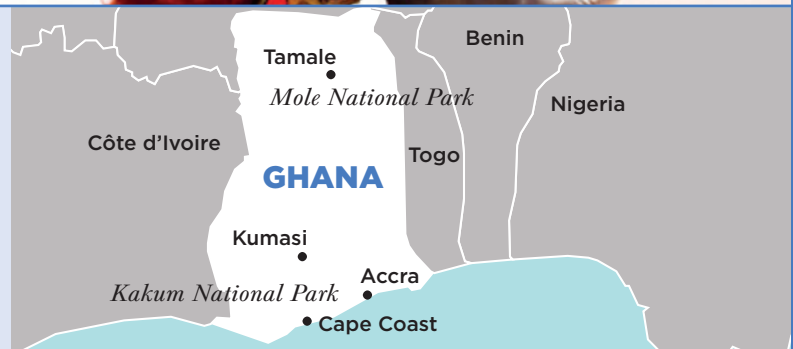 Benin
Tamale
Mole National Park
Nigeria
Côte d'Ivoire
Togo
GHANA
Kumasi
Accra
Kakum National Park
Cape Coast